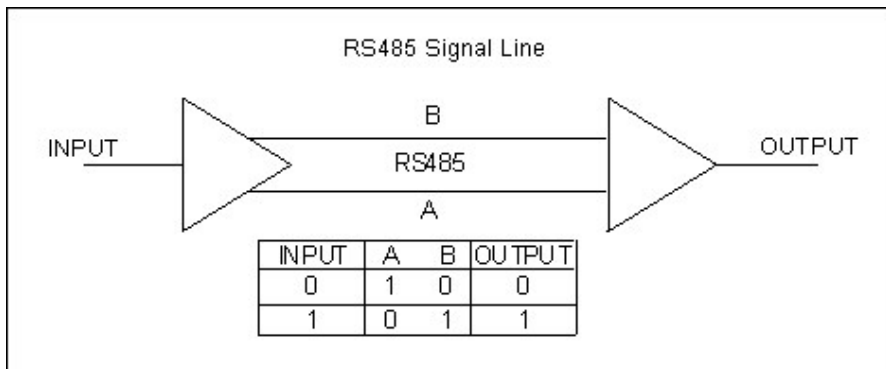 RS485 Signal Line
B
INPUT
RS485
OUTPUT
A
INPUT A B OUTPUT
0 1 0 0
1 0 1 1